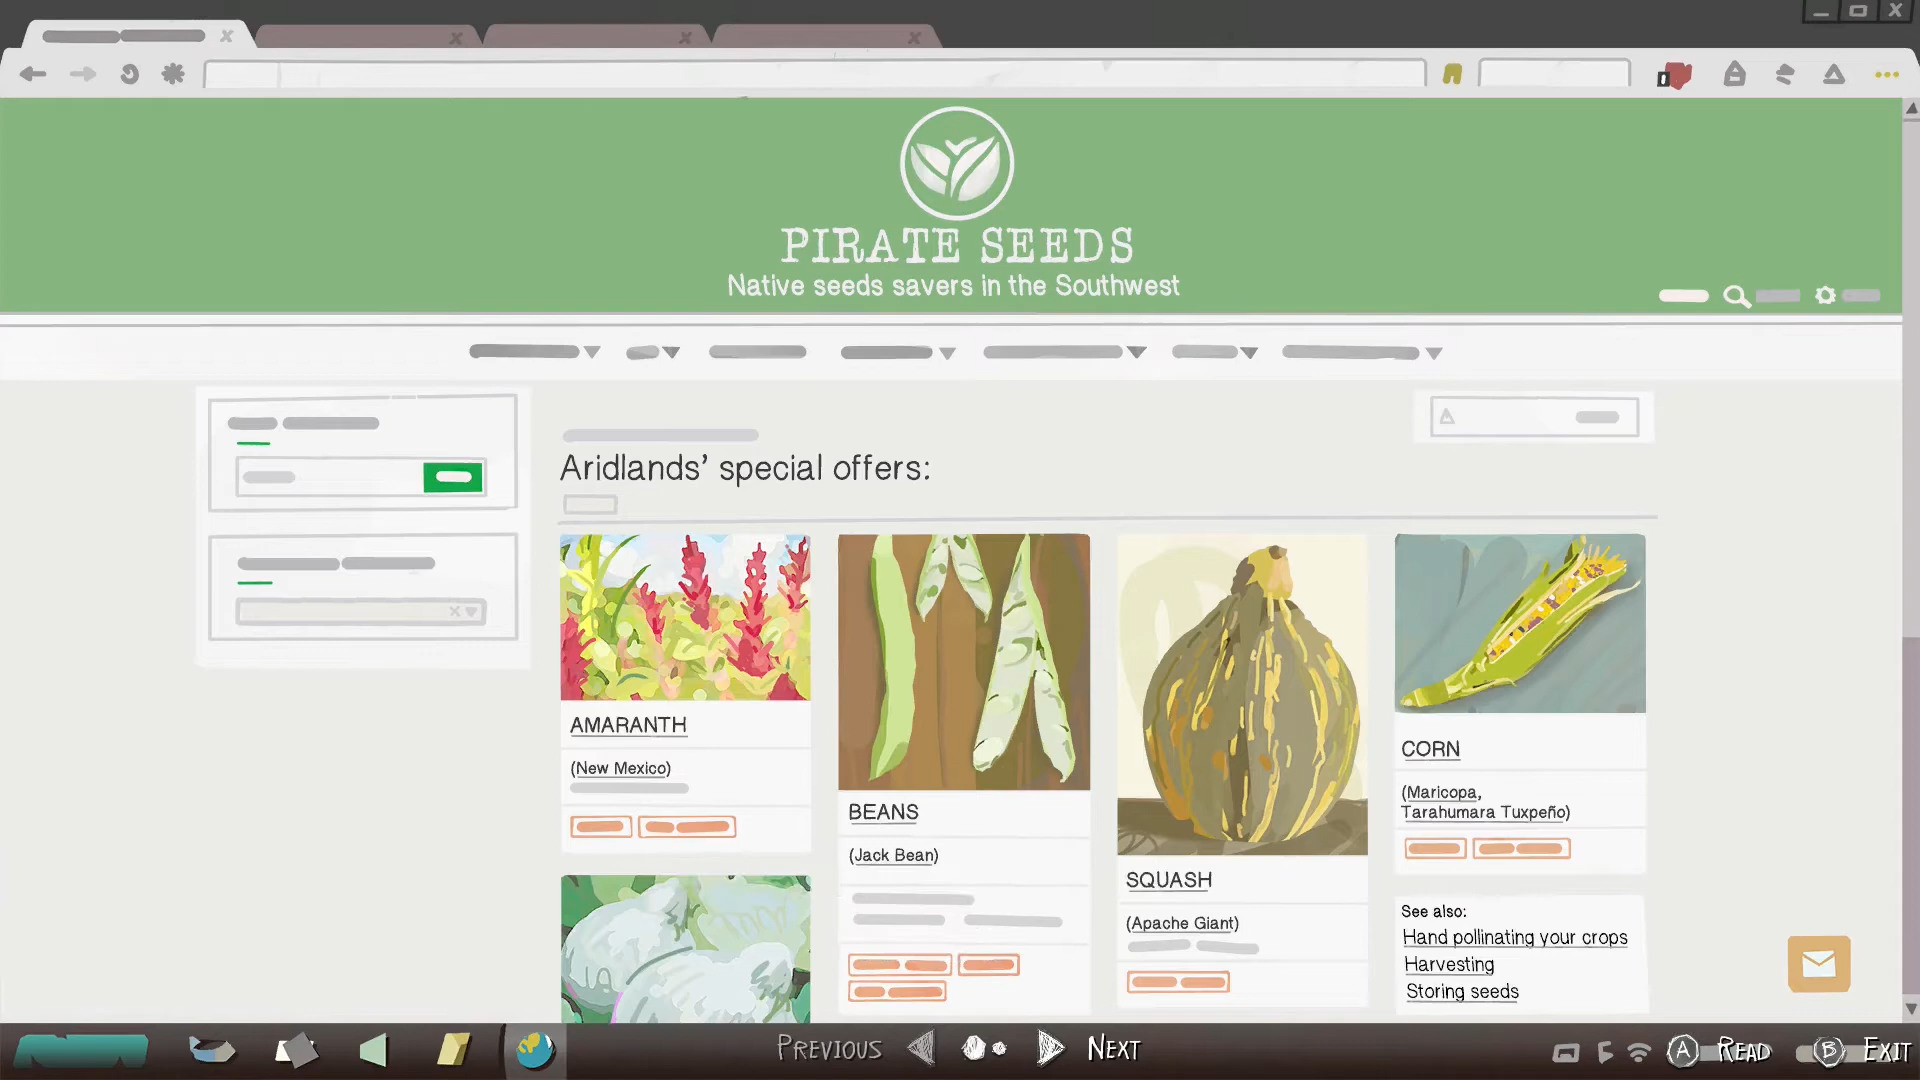 PIRATE SEEDS
Native seeds savers in the Southwest
Aridlands' special offers:
AMARANTH
(New Mexico)
BEANS
(Jack Bean)
SQUASH
(Apache Giant)
CORN
(Maricopa,
Tarahumara Tuxpeño)
See also:
Hand pollinating your crops
Harvesting
Storing seeds
PREVIOUS
NEXT
A READ
B EXIT